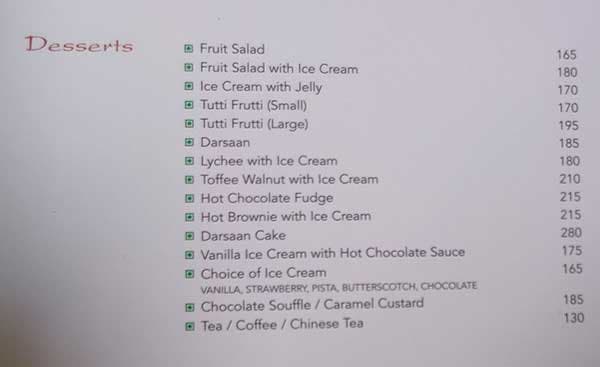 Desserts
Fruit Salad 165
Fruit Salad with Ice Cream 180
Ice Cream with Jelly 170
Tutti Frutti (Small) 170
Tutti Frutti (Large) 195
Darsaan 185
Lychee with Ice Cream 180
Toffee Walnut with Ice Cream 210
Hot Chocolate Fudge 215
Hot Brownie with Ice Cream 215
Darsaan Cake 280
Vanilla Ice Cream with Hot Chocolate Sauce 175
Choice of Ice Cream 165
VANILLA, STRAWBERRY, PISTA, BUTTERSCOTCH, CHOCOLATE
Chocolate Souffle / Caramel Custard 185
Tea / Coffee / Chinese Tea 130